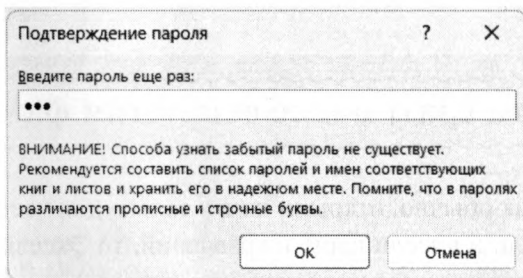 Подтверждение пароля ? ×
Введите пароль еще раз:
•••
ВНИМАНИЕ! Способа узнать забытый пароль не существует.
Рекомендуется составить список паролей и имен соответствующих
книг и листов и хранить его в надежном месте. Помните, что в паролях
различаются прописные и строчные буквы.
ОК Отмена